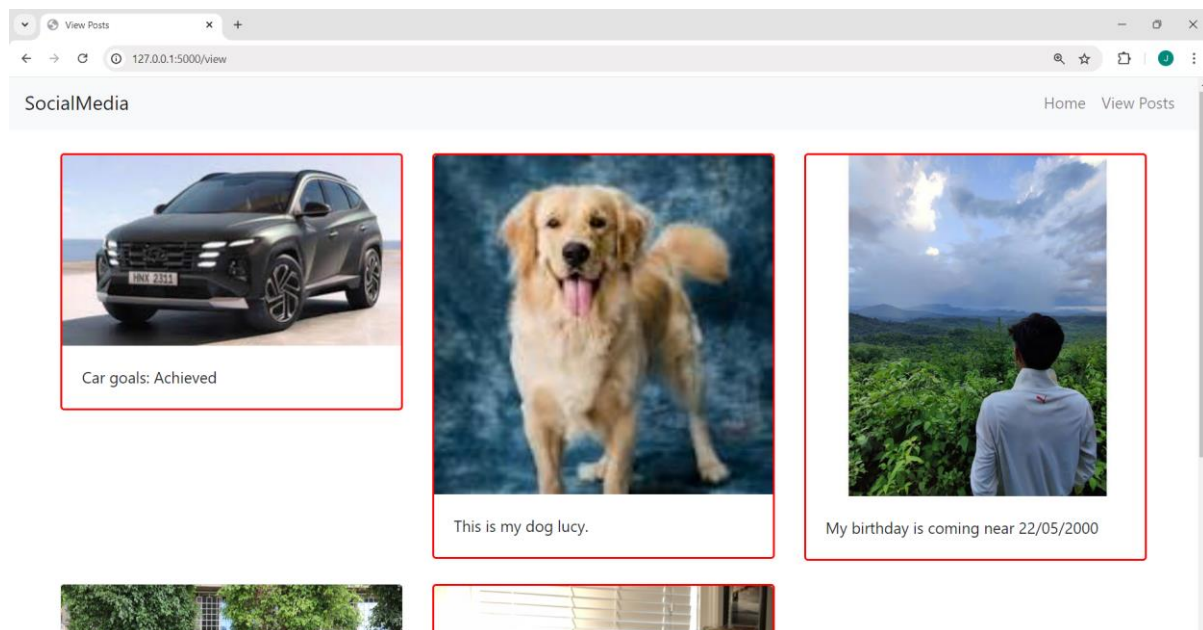 View Posts
127.0.0.1:5000/view
J
SocialMedia
Home View Posts
HNX 2311
Car goals: Achieved
This is my dog lucy.
My birthday is coming near 22/05/2000